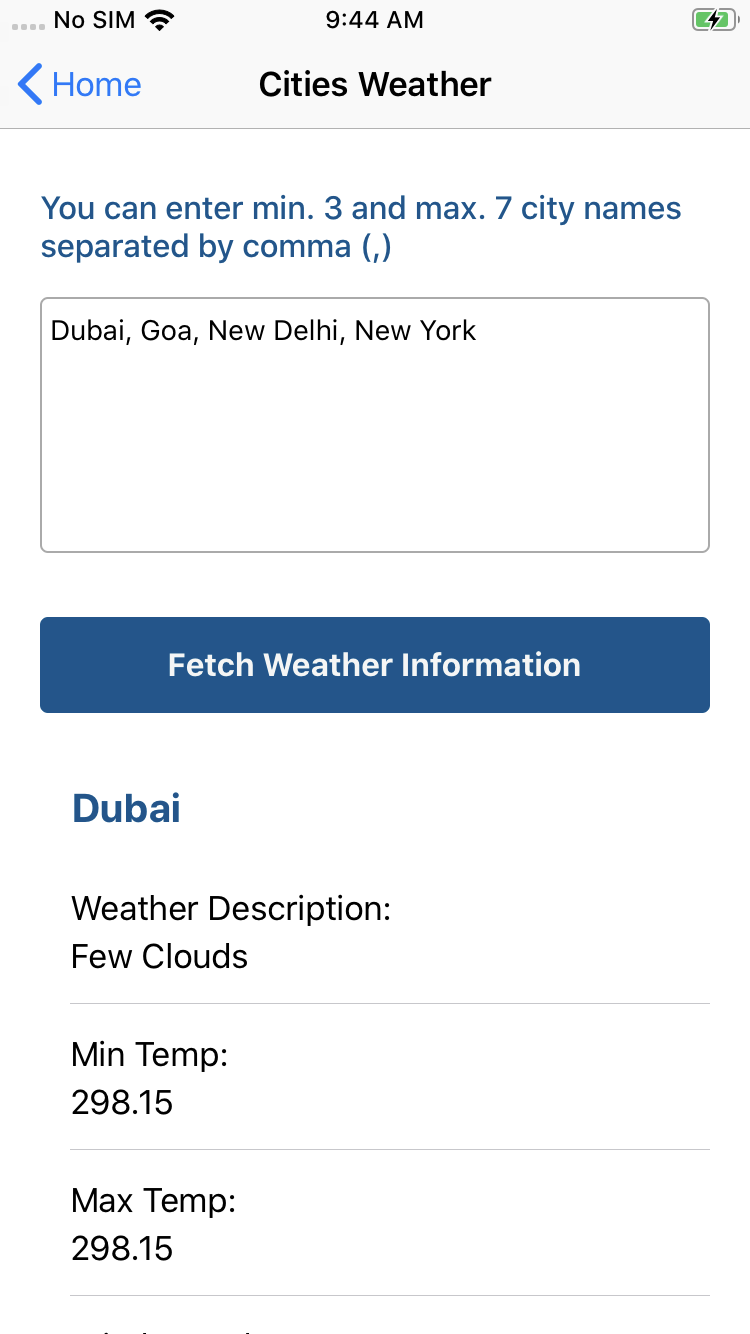 No SIM 9:44 AM
Home Cities Weather
You can enter min. 3 and max. 7 city names
separated by comma (,)
Dubai, Goa, New Delhi, New York
Fetch Weather Information
Dubai
Weather Description:
Few Clouds
Min Temp:
298.15
Max Temp:
298.15